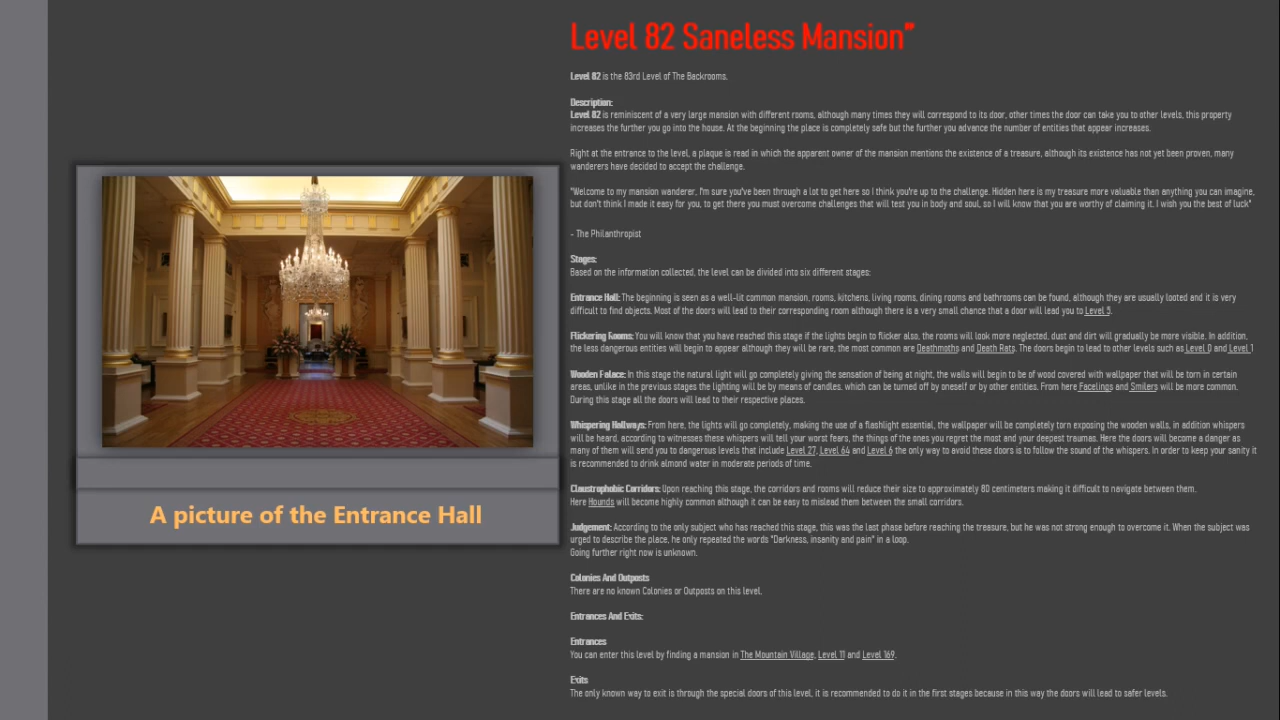 Level 82 Saneless Mansion"
Level 82 is the 83rd Level of The Backrooms.
Description:
Level 82 is reminiscent of a very large mansion with different rooms, although many times they will correspond to its door, other times the door can take you to other levels, this property
increases the further you go into the house. At the beginning the place is completely safe but the further you advance the number of entities that appear increases.
Right at the entrance to the level, a plaque is read in which the apparent owner of the mansion mentions the existence of a treasure, although its existence has not yet been proven, many
wanderers have decided to accept the challenge.
"Welcome to my mansion wanderer, I'm sure you've been through a lot to get here so I think you're up to the challenge. Hidden here is my treasure more valuable than anything you can imagine,
but don't think I made it easy for you, to get there you must overcome challenges that will test you in body and soul, so I will know that you are worthy of claiming it. I wish you the best of luck"
- The Philanthropist
Stages:
Based on the information collected, the level can be divided into six different stages:
Entrance Hall: The beginning is seen as a well-lit common mansion, rooms, kitchens, living rooms, dining rooms and bathrooms can be found, although they are usually looted and it is very
difficult to find objects. Most of the doors will lead to their corresponding room although there is a very small chance that a door will lead you to Level 5.
Flickering Rooms: You will know that you have reached this stage if the lights begin to flicker also, the rooms will look more neglected, dust and dirt will gradually be more visible. In addition,
the less dangerous entities will begin to appear although they will be rare, the most common are Deathmoths and Death Rats. The doors begin to lead to other levels such as Level 0 and Level 1
Wooden Palace: In this stage the natural light will go completely giving the sensation of being at night, the walls will begin to be of wood covered with wallpaper that will be torn in certain
areas, unlike in the previous stages the lighting will be by means of candles, which can be turned off by oneself or by other entities. From here Facelings and Smilers will be more common.
During this stage all the doors will lead to their respective places.
Whispering Hallways: From here, the lights will go completely, making the use of a flashlight essential, the wallpaper will be completely torn exposing the wooden walls, in addition whispers
will be heard, according to witnesses these whispers will tell your worst fears, the things of the ones you regret the most and your deepest traumas. Here the doors will become a danger as
many of them will send you to dangerous levels that include Level 27, Level 64 and Level 6 the only way to avoid these doors is to follow the sound of the whispers. In order to keep your sanity it
is recommended to drink almond water in moderate periods of time.
Claustrophobic Corridors: Upon reaching this stage, the corridors and rooms will reduce their size to approximately 80 centimeters making it difficult to navigate between them.
Here Hounds will become highly common although it can be easy to mislead them between the small corridors.
Judgement: According to the only subject who has reached this stage, this was the last phase before reaching the treasure, but he was not strong enough to overcome it. When the subject was
urged to describe the place, he only repeated the words "Darkness, insanity and pain" in a loop.
Going further right now is unknown.
Colonies And Outposts
There are no known Colonies or Outposts on this level.
Entrances And Exits:
Entrances
You can enter this level by finding a mansion in The Mountain Village, Level 11 and Level 169.
Exits
The only known way to exit is through the special doors of this level, it is recommended to do it in the first stages because in this way the doors will lead to safer levels.
A picture of the Entrance Hall